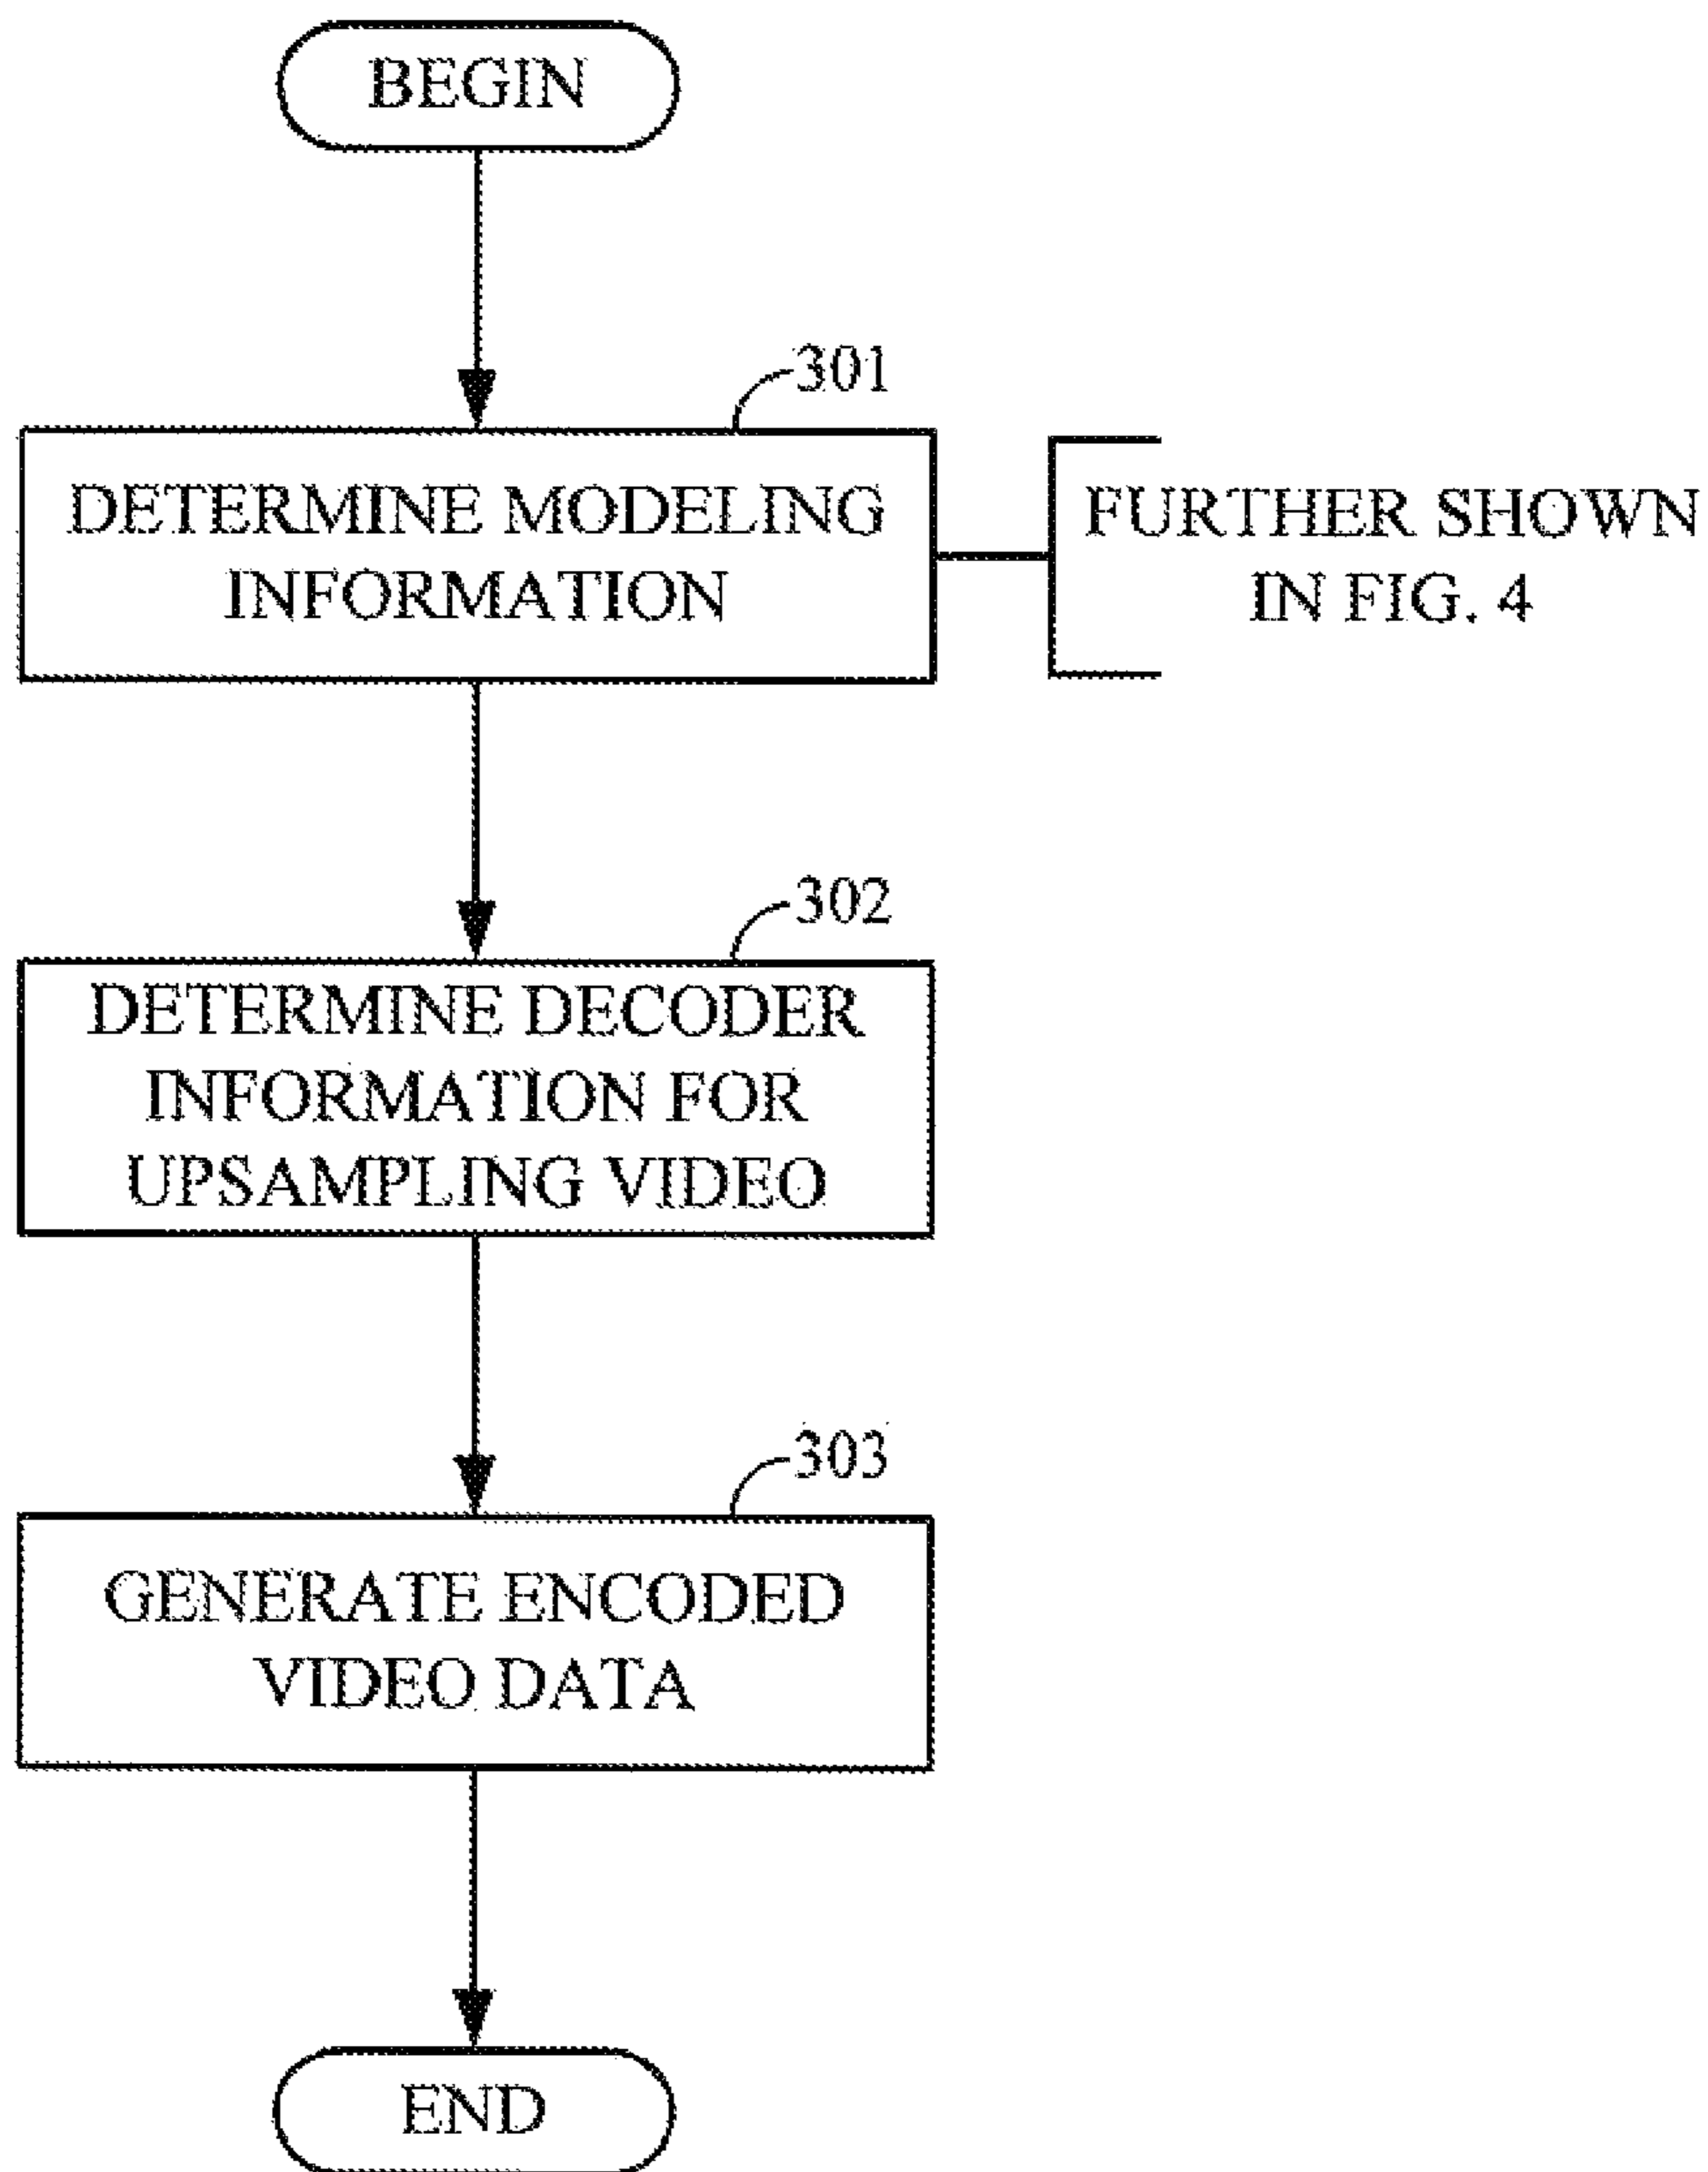 BEGIN
301
DETERMINE MODELING
INFORMATION
FURTHER SHOWN
IN FIG. 4
302
DETERMINE DECODER
INFORMATION FOR
UPSAMPLING VIDEO
303
GENERATE ENCODED
VIDEO DATA
END